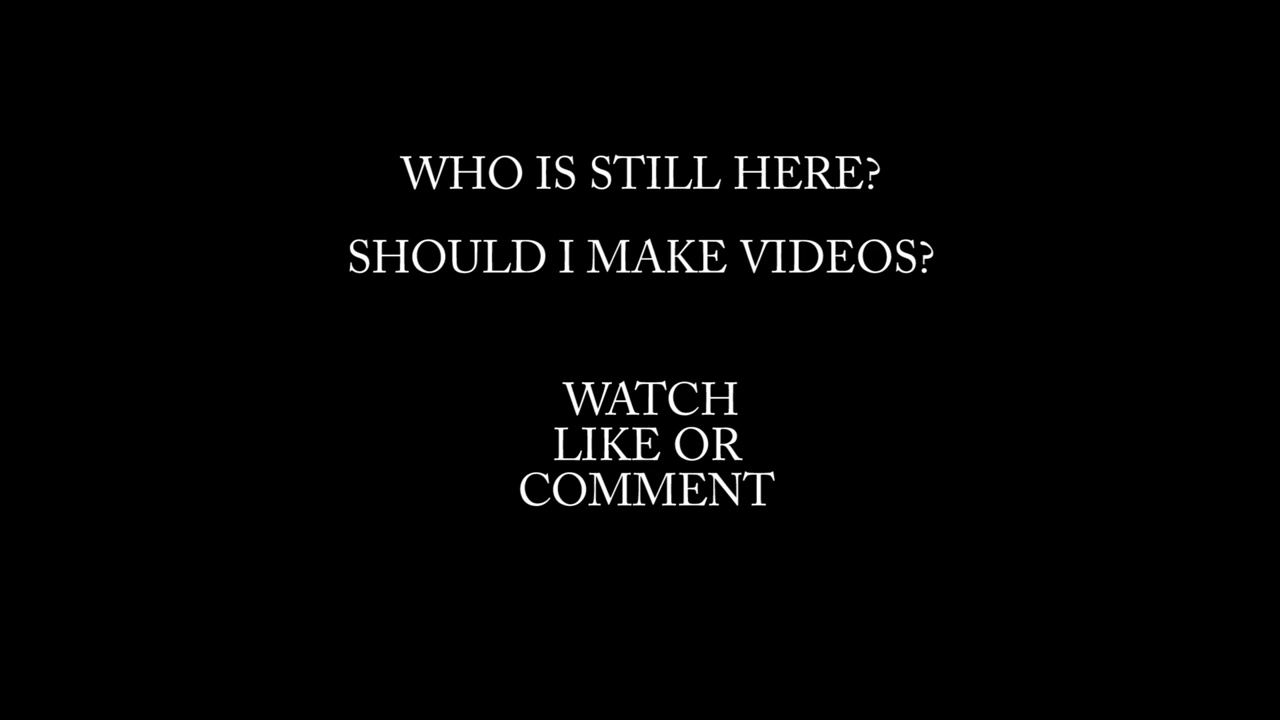 WHO IS STILL HERE?
SHOULD I MAKE VIDEOS?
WATCH
LIKE OR
COMMENT